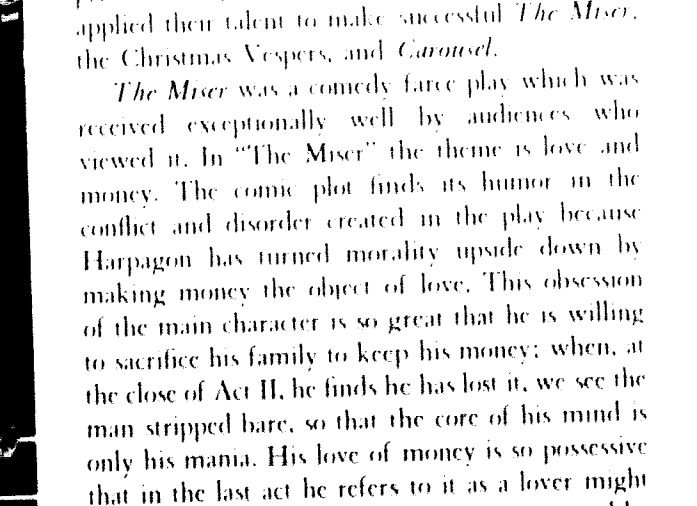 applied their talent to make successful The Miser,
the Christmas Vespers, and Carousel.
The Miser was a comedy farce play which was
received exceptionally well by audiences who
viewed it. In "The Miser" the theme is love and
money. The comic plot finds its humor in the
conflict and disorder created in the play because
Harpagon has turned morality upside down by
making money the object of love. This obsession
of the main character is so great that he is willing
to sacrifice his family to keep his money; when, at
the close of Act II, he finds he has lost it, we see the
man stripped bare, so that the core of his mind is
only his mania. His love of money is so possessive
that in the last act he refers to it as a lover might